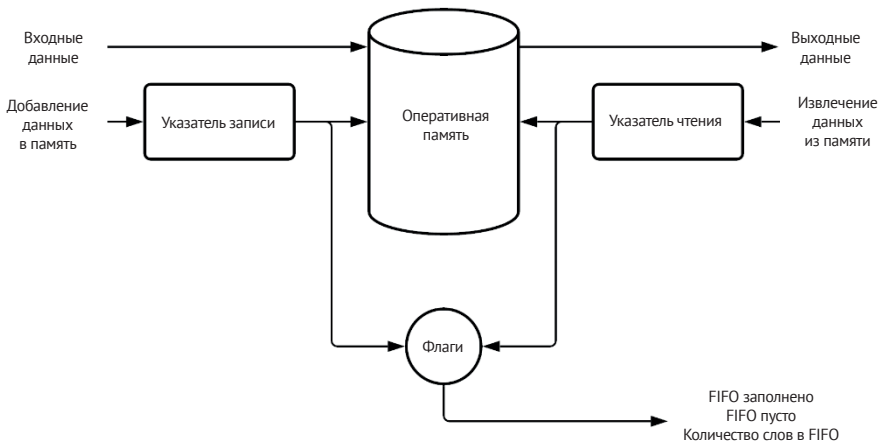 Входные
данные
Выходные
данные
Добавление
данных
в память
Указатель записи
Оперативная
память
Указатель чтения
Извлечение
данных
из памяти
Флаги
FIFO заполнено
FIFO пусто
Количество слов в FIFO